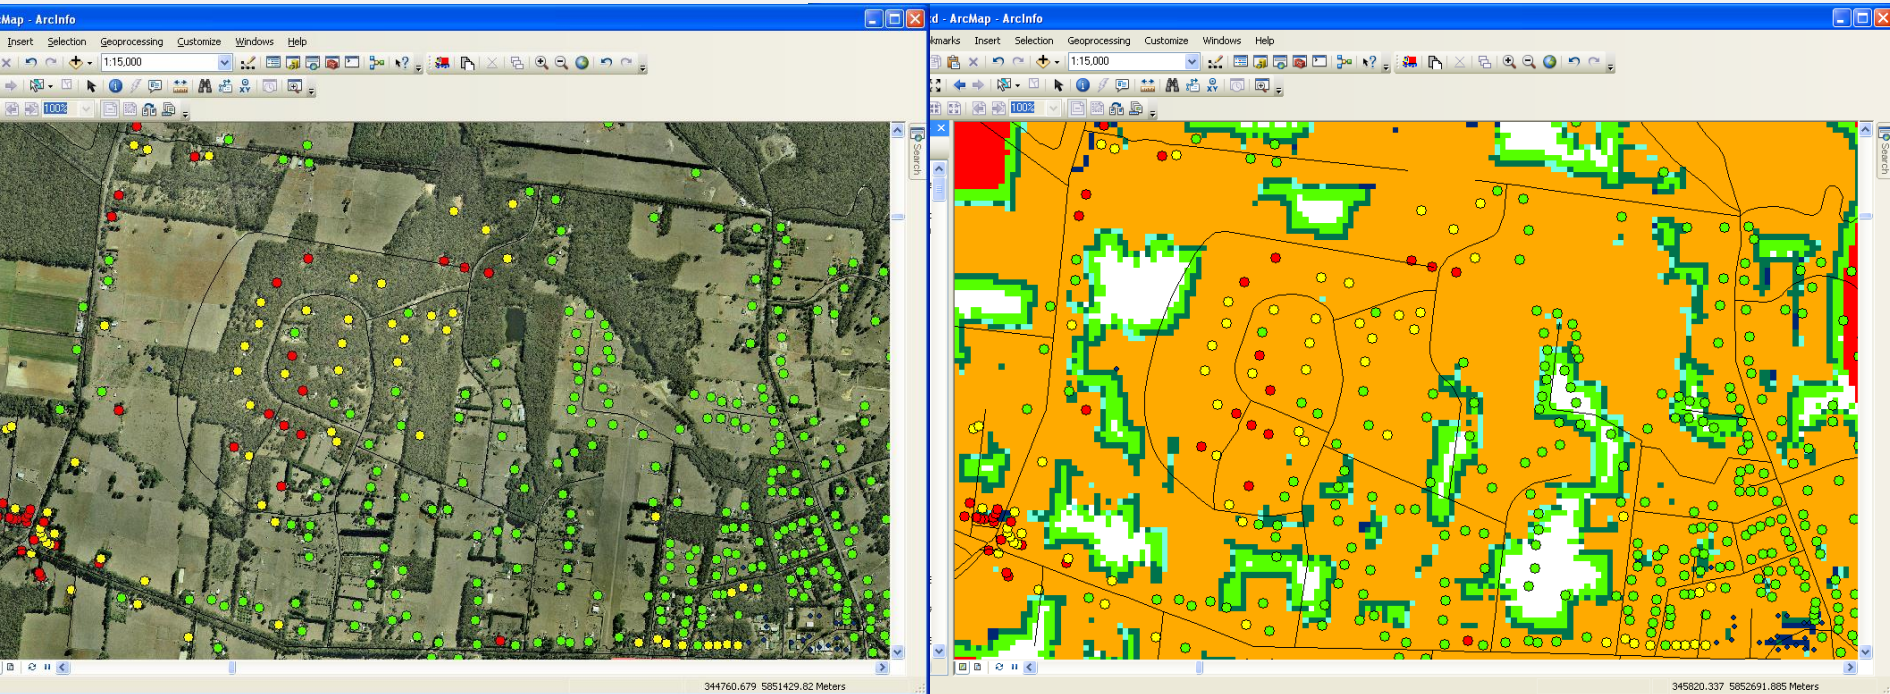 cMap - ArcInfo
Insert Selection Geoprocessing Customize Windows Help
1:15,000
100%
Search
344760.679 5851429.82 Meters
d - ArcMap - ArcInfo
kmarks Insert Selection Geoprocessing Customize Windows Help
1:15,000
100%
Search
345820.337 5852691.885 Meters